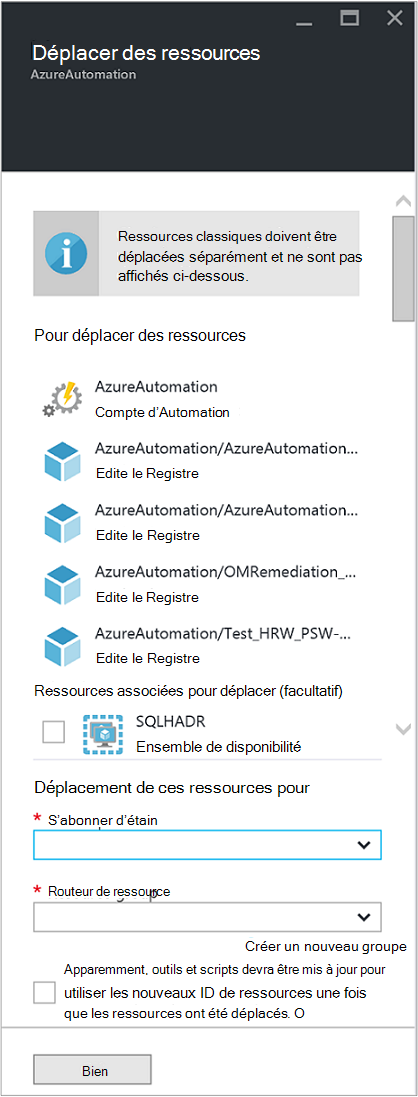 Déplacer des ressources
AzureAutomation
Ressources classiques doivent être
déplacées séparément et ne sont pas
affichés ci-dessous.
Pour déplacer des ressources
AzureAutomation
Compte d'Automation
AzureAutomation/AzureAutomation...
Edite le Registre
AzureAutomation/AzureAutomation...
Edite le Registre
AzureAutomation/OMRemediation_...
Edite le Registre
AzureAutomation/Test_HRW_PSW-...
Edite le Registre
Ressources associées pour déplacer (facultatif)
SQLHADR
Ensemble de disponibilité
Déplacement de ces ressources pour
* S'abonner d'étain
* Routeur de ressource
Créer un nouveau groupe
Apparemment, outils et scripts devra être mis à jour pour
utiliser les nouveaux ID de ressources une fois
que les ressources ont été déplacés. O
Bien